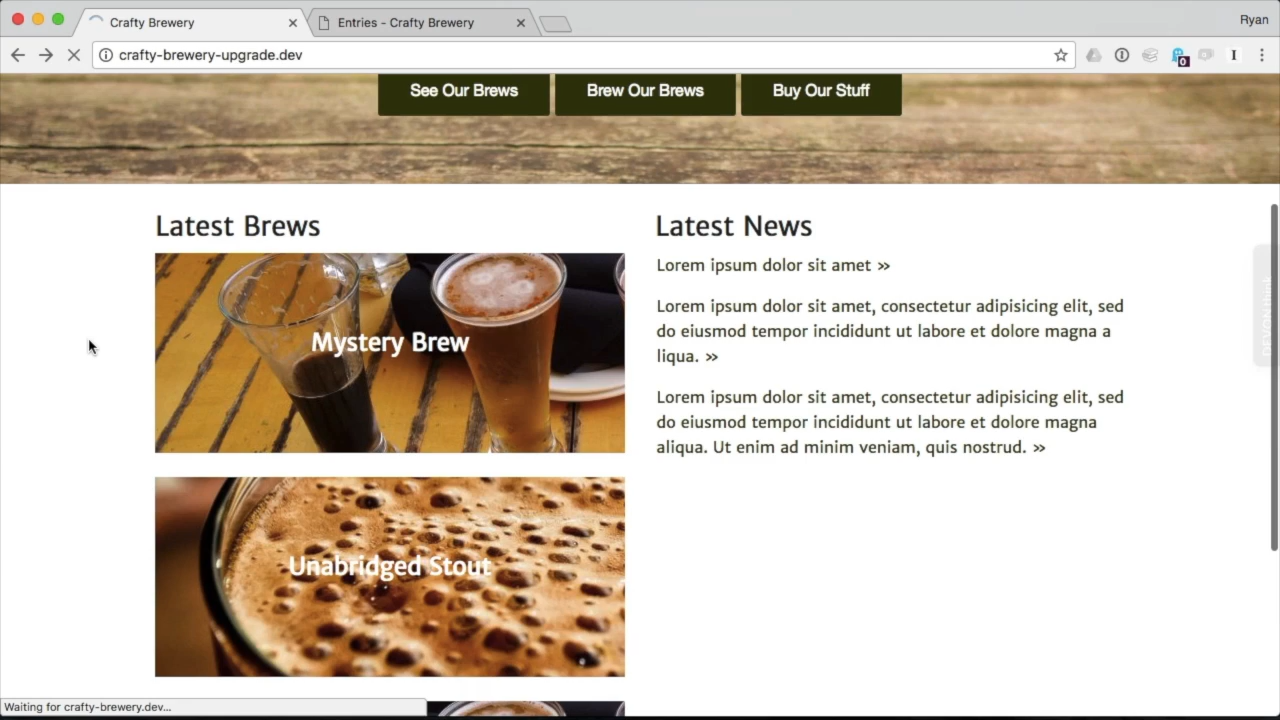 Crafty Brewery
Entries - Crafty Brewery
Ryan
crafty-brewery-upgrade.dev
0
I
See Our Brews
Brew Our Brews
Buy Our Stuff
Latest Brews
Mystery Brew
Unabridged Stout
Latest News
Lorem ipsum dolor sit amet »
Lorem ipsum dolor sit amet, consectetur adipisicing elit, sed
do eiusmod tempor incididunt ut labore et dolore magna a
liqua. »
Lorem ipsum dolor sit amet, consectetur adipisicing elit, sed
do eiusmod tempor incididunt ut labore et dolore magna
aliqua. Ut enim ad minim veniam, quis nostrud. »
DEVONthink
Waiting for crafty-brewery.dev...